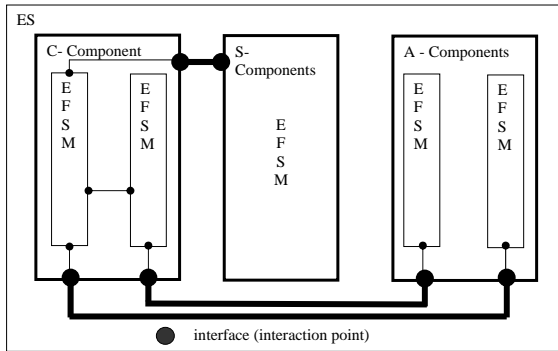 ES
C- Component
S-
Components
A - Components
E
F
S
M
E
F
S
M
E
F
S
M
E
F
S
M
E
F
S
M
interface (interaction point)